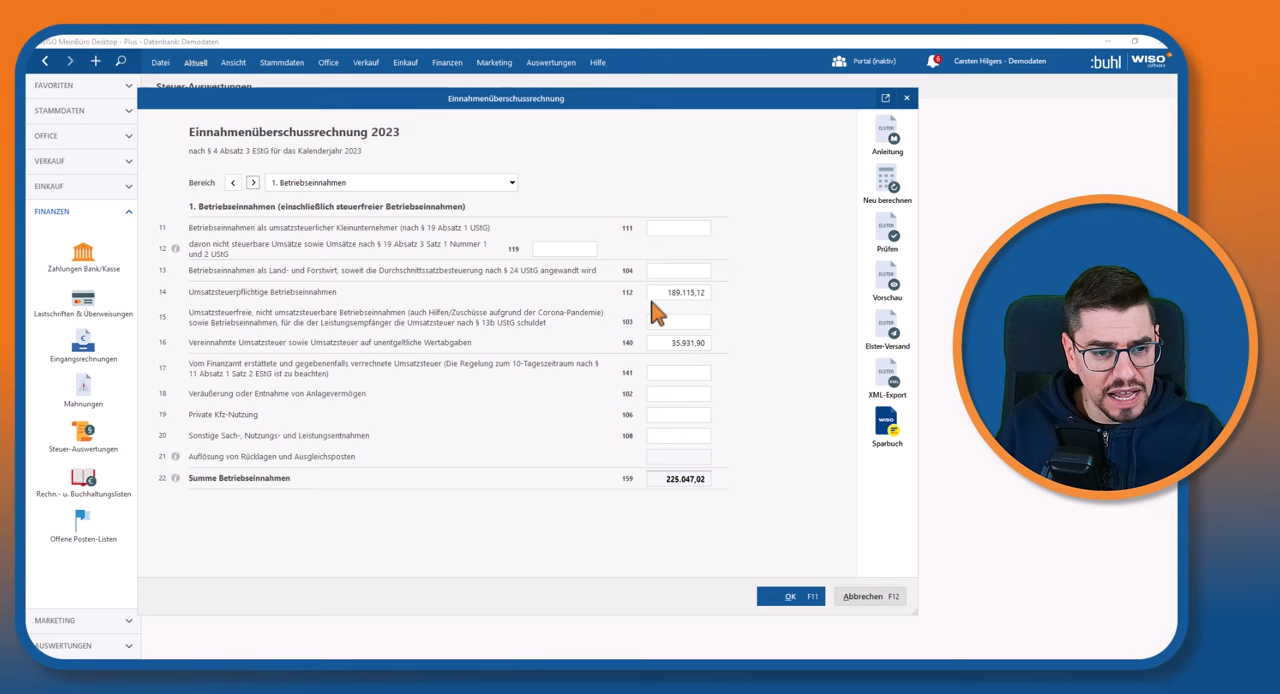 WISO MeinBüro Desktop - Plus - Datenbank: Demodaten
Datei Aktuell Ansicht Stammdaten Office Verkauf Einkauf Finanzen Marketing Auswertungen Hilfe
Portal (inaktiv)
6
Carsten Hilgers - Demodaten
:buhl
WISO
software
FAVORITEN
STAMMDATEN
OFFICE
VERKAUF
EINKAUF
FINANZEN
Zahlungen Bank/Kasse
Lastschriften & Überweisungen
Eingangsrechnungen
Mahnungen
Steuer-Auswertungen
Rechn.- u. Buchhaltungslisten
Offene Posten-Listen
MARKETING
AUSWERTUNGEN
Steuer-Auswertungen
Einnahmenüberschussrechnung
Einnahmenüberschussrechnung 2023
nach § 4 Absatz 3 EStG für das Kalenderjahr 2023
Bereich 1. Betriebseinnahmen
1. Betriebseinnahmen (einschließlich steuerfreier Betriebseinnahmen)
11 Betriebseinnahmen als umsatzsteuerlicher Kleinunternehmer (nach § 19 Absatz 1 UStG) 111
12 davon nicht steuerbare Umsätze sowie Umsätze nach § 19 Absatz 3 Satz 1 Nummer 1
und 2 UStG 119
13 Betriebseinnahmen als Land- und Forstwirt, soweit die Durchschnittssatzbesteuerung nach § 24 UStG angewandt wird 104
14 Umsatzsteuerpflichtige Betriebseinnahmen 112 189.115,12
15 Umsatzsteuerfreie, nicht umsatzsteuerbare Betriebseinnahmen (auch Hilfen/Zuschüsse aufgrund der Corona-Pandemie)
sowie Betriebseinnahmen, für die der Leistungsempfänger die Umsatzsteuer nach § 13b UStG schuldet 103
16 Vereinnahmte Umsatzsteuer sowie Umsatzsteuer auf unentgeltliche Wertabgaben 140 35.931,90
17 Vom Finanzamt erstattete und gegebenenfalls verrechnete Umsatzsteuer (Die Regelung zum 10-Tageszeitraum nach §
11 Absatz 1 Satz 2 EStG ist zu beachten) 141
18 Veräußerung oder Entnahme von Anlagevermögen 102
19 Private Kfz-Nutzung 106
20 Sonstige Sach-, Nutzungs- und Leistungsentnahmen 108
21 Auflösung von Rücklagen und Ausgleichsposten
22 Summe Betriebseinnahmen 159 225.047,02
OK F11 Abbrechen F12
ELSTER
Anleitung
Neu berechnen
ELSTER
Prüfen
ELSTER
Vorschau
ELSTER
Elster-Versand
ELSTER
XML
XML-Export
WISO
Sparbuch